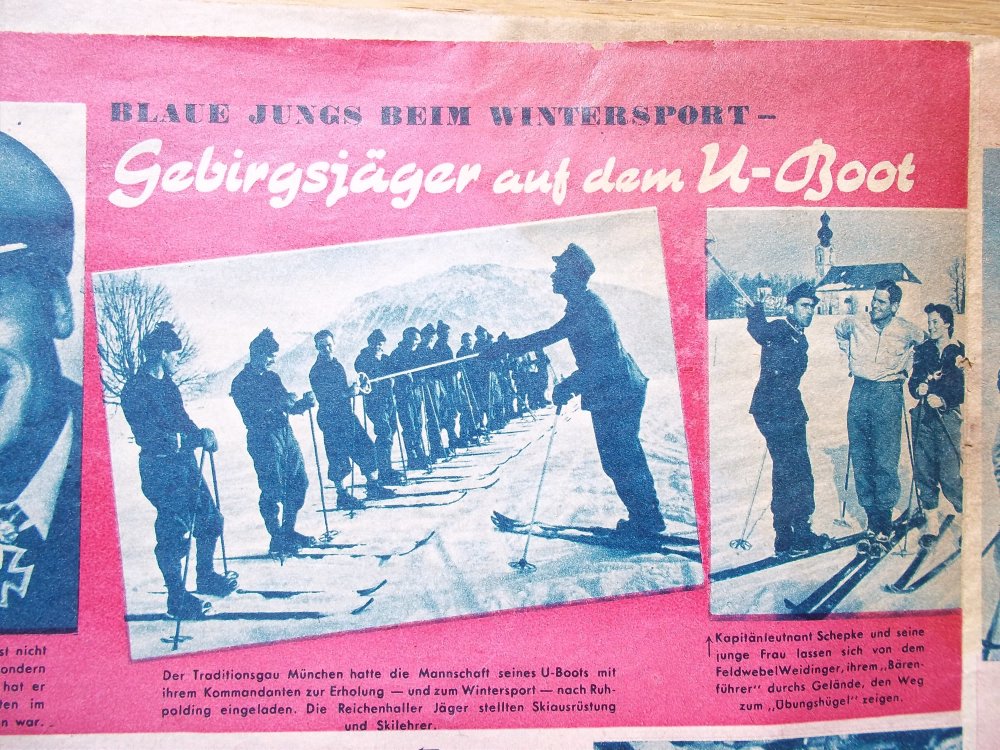 BLAUE JUNGS BEIM WINTERSPORT –
Gebirgsjäger auf dem U-Boot
st nicht
ondern
hat er
ten im
n war.
Der Traditionsgau München hatte die Mannschaft seines U-Boots mit
ihrem Kommandanten zur Erholung — und zum Wintersport — nach Ruh-
polding eingeladen. Die Reichenhaller Jäger stellten Skiausrüstung
und Skilehrer.
↑ Kapitänleutnant Schepke und seine
junge Frau lassen sich von dem
Feldwebel Weidinger, ihrem „Bären-
führer" durchs Gelände, den Weg
zum „Übungshügel" zeigen.